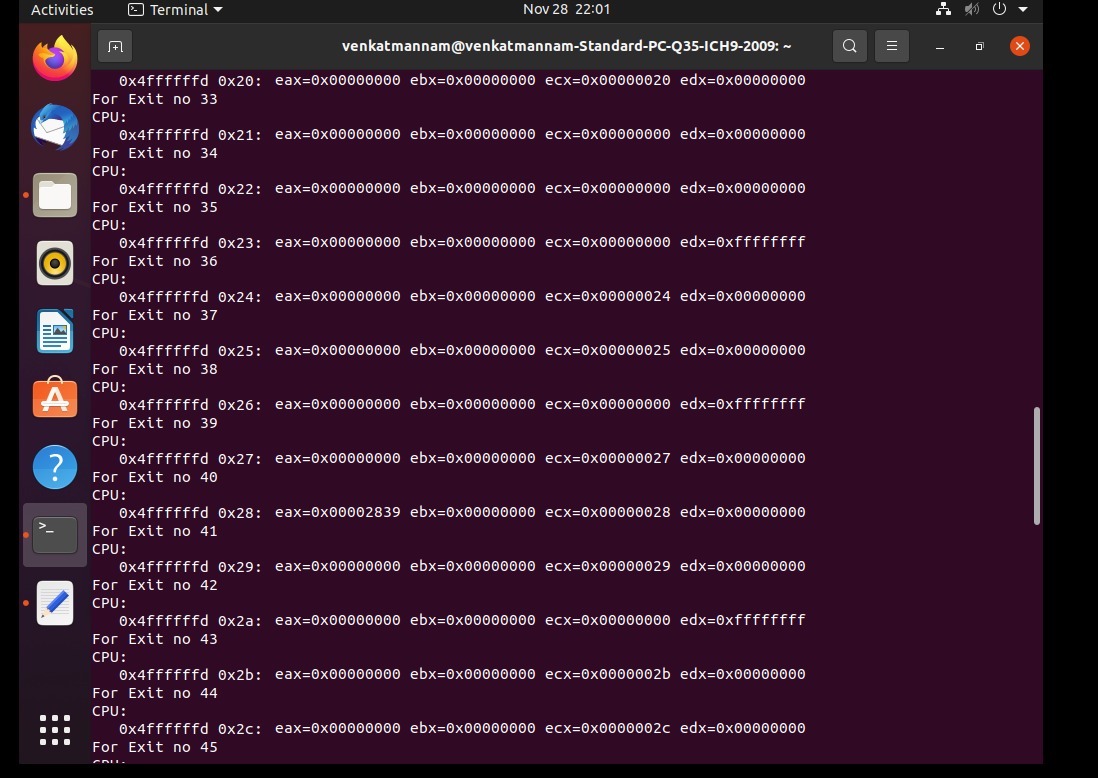 Activities Terminal Nov 28 22:01
venkatmannam@venkatmannam-Standard-PC-Q35-ICH9-2009: ~
0x4ffffffd 0x20: eax=0x00000000 ebx=0x00000000 ecx=0x00000020 edx=0x00000000
For Exit no 33
CPU:
0x4ffffffd 0x21: eax=0x00000000 ebx=0x00000000 ecx=0x00000000 edx=0x00000000
For Exit no 34
CPU:
0x4ffffffd 0x22: eax=0x00000000 ebx=0x00000000 ecx=0x00000000 edx=0x00000000
For Exit no 35
CPU:
0x4ffffffd 0x23: eax=0x00000000 ebx=0x00000000 ecx=0x00000000 edx=0xffffffff
For Exit no 36
CPU:
0x4ffffffd 0x24: eax=0x00000000 ebx=0x00000000 ecx=0x00000024 edx=0x00000000
For Exit no 37
CPU:
0x4ffffffd 0x25: eax=0x00000000 ebx=0x00000000 ecx=0x00000025 edx=0x00000000
For Exit no 38
CPU:
0x4ffffffd 0x26: eax=0x00000000 ebx=0x00000000 ecx=0x00000000 edx=0xffffffff
For Exit no 39
CPU:
0x4ffffffd 0x27: eax=0x00000000 ebx=0x00000000 ecx=0x00000027 edx=0x00000000
For Exit no 40
CPU:
0x4ffffffd 0x28: eax=0x00002839 ebx=0x00000000 ecx=0x00000028 edx=0x00000000
For Exit no 41
CPU:
0x4ffffffd 0x29: eax=0x00000000 ebx=0x00000000 ecx=0x00000029 edx=0x00000000
For Exit no 42
CPU:
0x4ffffffd 0x2a: eax=0x00000000 ebx=0x00000000 ecx=0x00000000 edx=0xffffffff
For Exit no 43
CPU:
0x4ffffffd 0x2b: eax=0x00000000 ebx=0x00000000 ecx=0x0000002b edx=0x00000000
For Exit no 44
CPU:
0x4ffffffd 0x2c: eax=0x00000000 ebx=0x00000000 ecx=0x0000002c edx=0x00000000
For Exit no 45